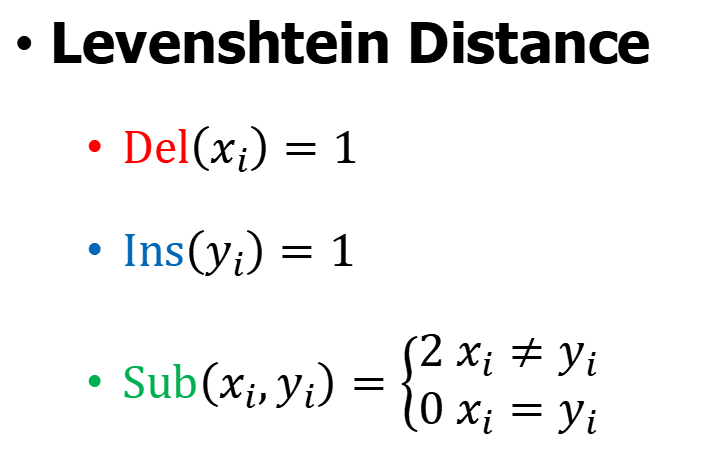 • Levenshtein Distance
• Del(xᵢ) = 1
• Ins(yᵢ) = 1
• Sub(xᵢ, yᵢ) = {2 xᵢ ≠ yᵢ
0 xᵢ = yᵢ